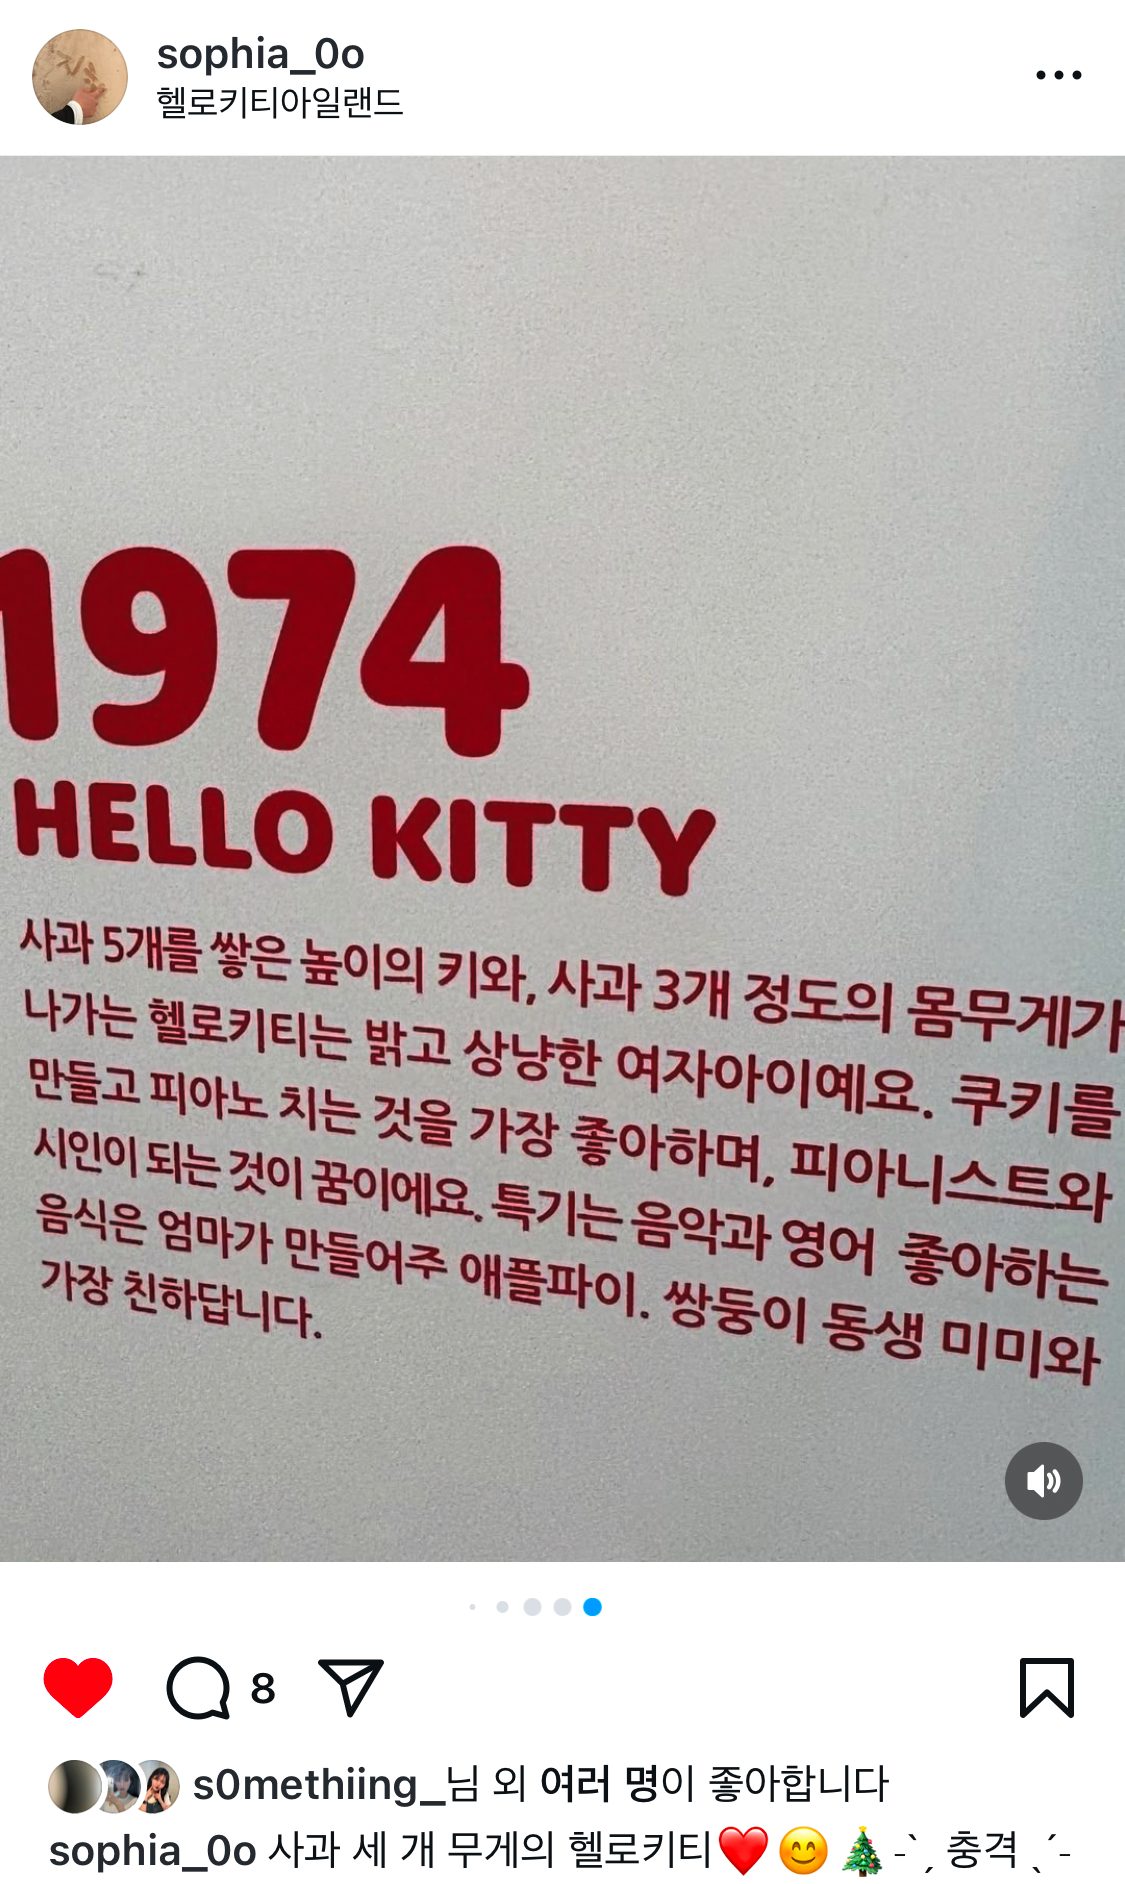 sophia_0o
헬로키티아일랜드
1974
HELLO KITTY
사과 5개를 쌓은 높이의 키와, 사과 3개 정도의 몸무게가
나가는 헬로키티는 밝고 상냥한 여자아이예요. 쿠키를
만들고 피아노 치는 것을 가장 좋아하며, 피아니스트와
시인이 되는 것이 꿈이에요. 특기는 음악과 영어 좋아하는
음식은 엄마가 만들어주 애플파이. 쌍둥이 동생 미미와
가장 친하답니다.
8
s0methiing_님 외 여러 명이 좋아합니다
sophia_0o 사과 세 개 무게의 헬로키티❤️😊🎄-ˋˏ 충격 ˎˊ-